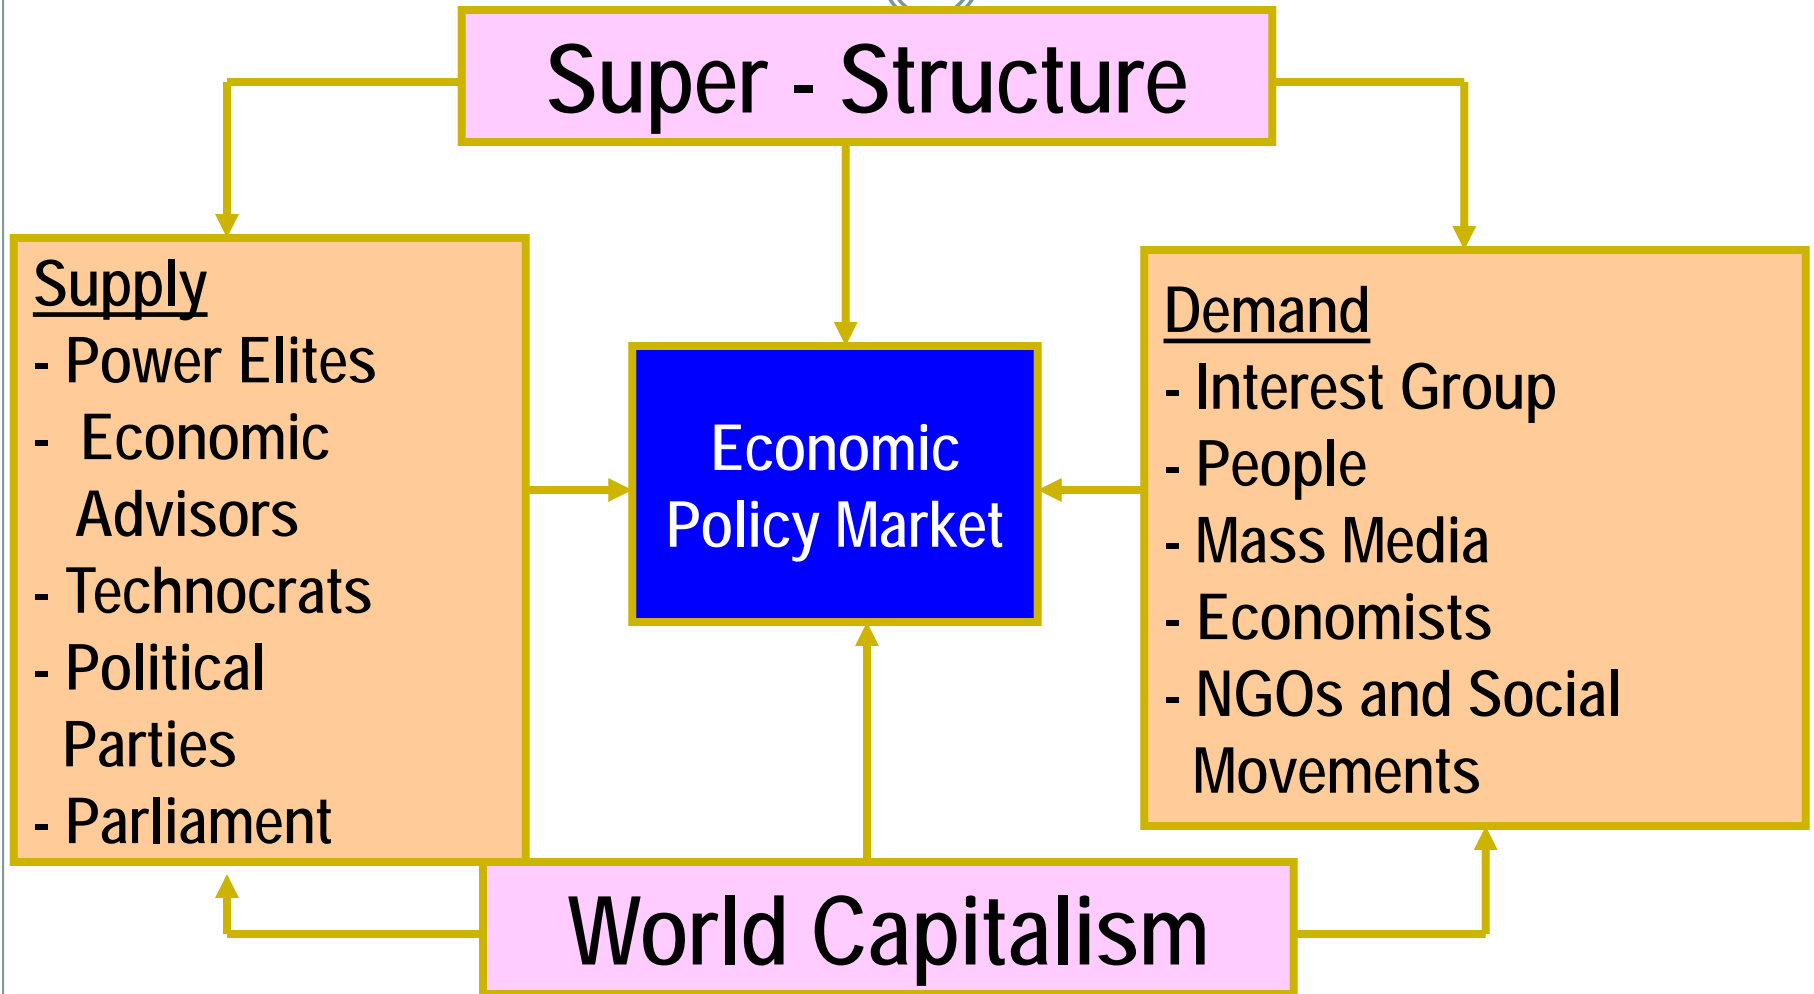 Super - Structure
Supply
- Power Elites
- Economic
Advisors
- Technocrats
- Political
Parties
- Parliament
Economic
Policy Market
Demand
- Interest Group
- People
- Mass Media
- Economists
- NGOs and Social
Movements
World Capitalism